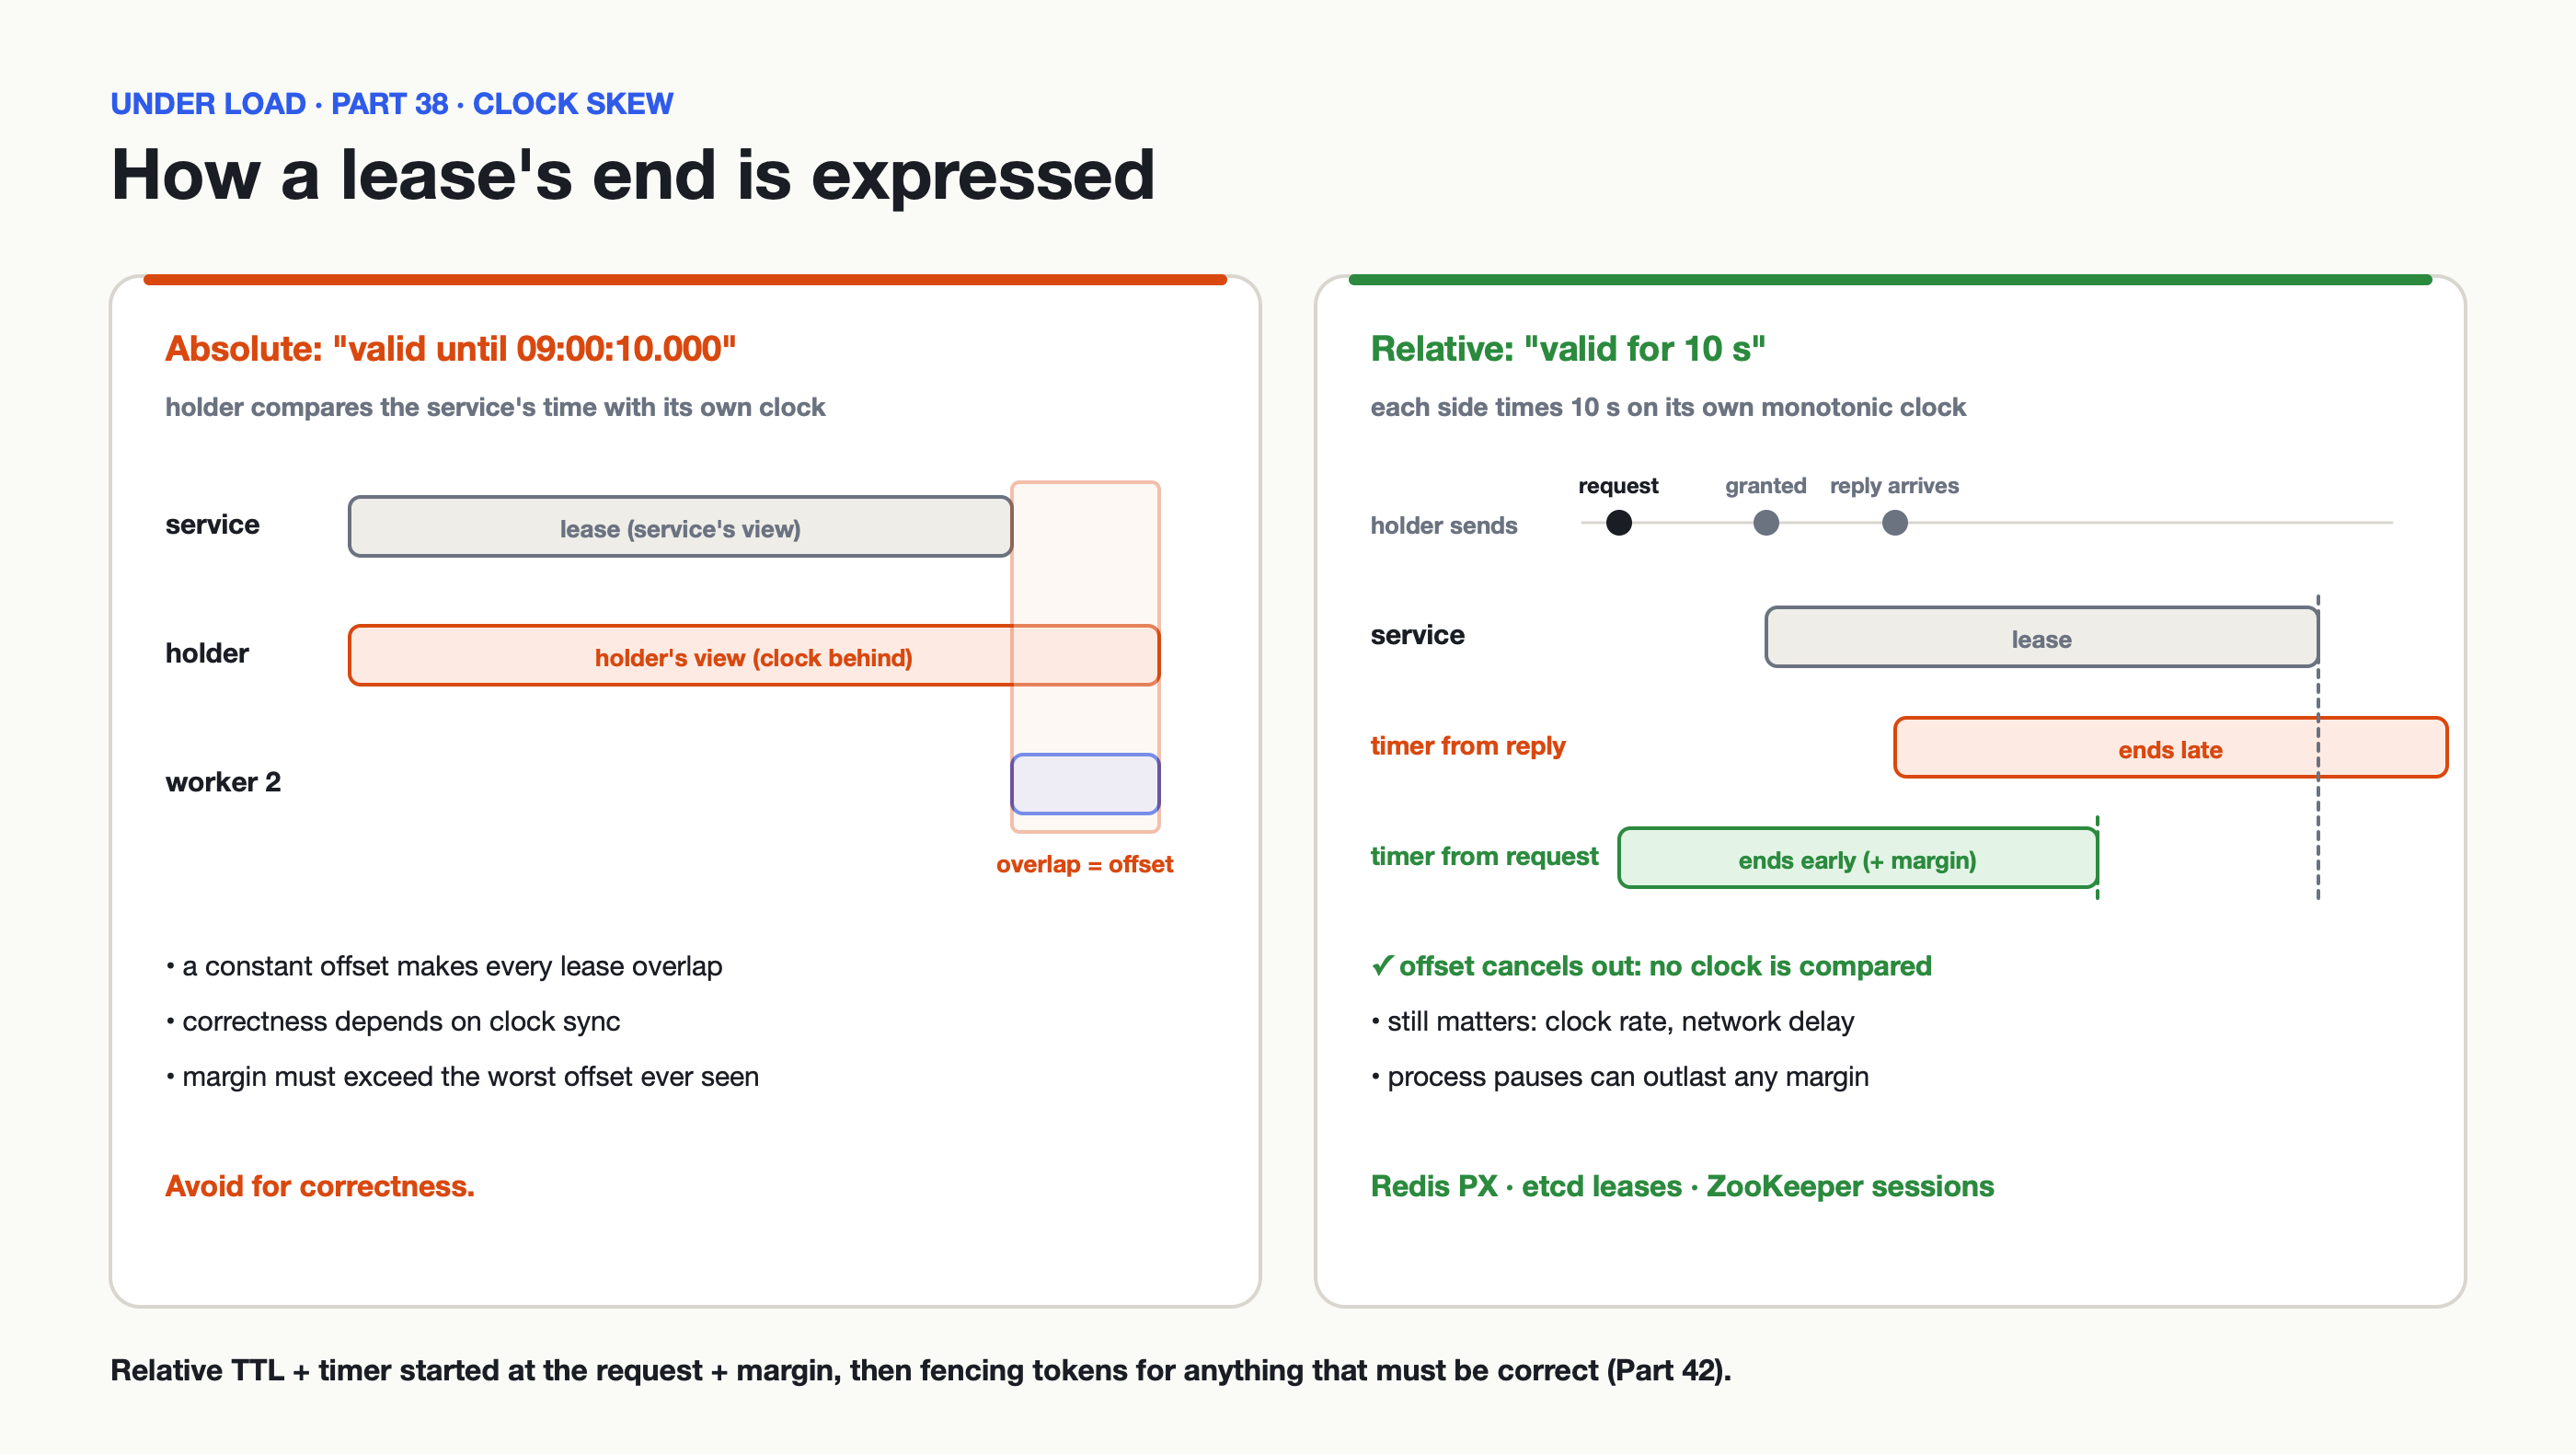 UNDER LOAD · PART 38 · CLOCK SKEW
How a lease's end is expressed
Absolute: "valid until 09:00:10.000"
holder compares the service's time with its own clock
service
lease (service's view)
holder
holder's view (clock behind)
worker 2
overlap = offset
• a constant offset makes every lease overlap
• correctness depends on clock sync
• margin must exceed the worst offset ever seen
Avoid for correctness.
Relative: "valid for 10 s"
each side times 10 s on its own monotonic clock
request granted reply arrives
holder sends
service
lease
timer from reply
ends late
timer from request
ends early (+ margin)
✓ offset cancels out: no clock is compared
• still matters: clock rate, network delay
• process pauses can outlast any margin
Redis PX · etcd leases · ZooKeeper sessions
Relative TTL + timer started at the request + margin, then fencing tokens for anything that must be correct (Part 42).